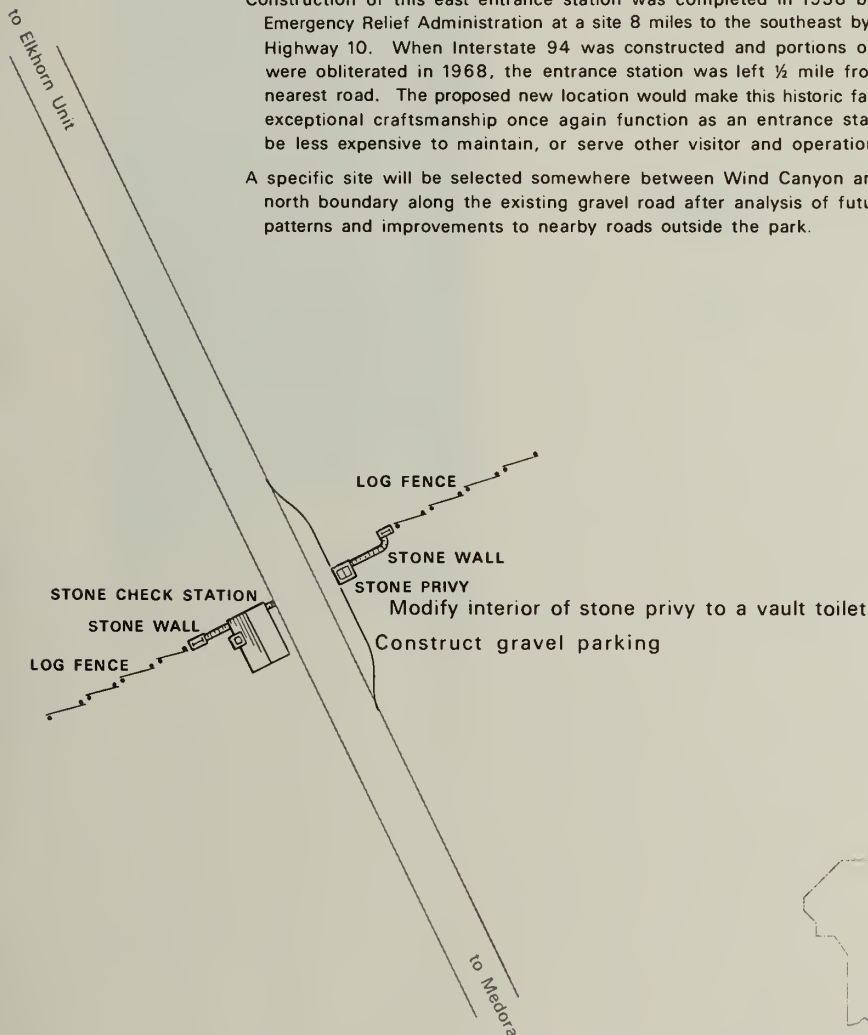 Construction of this east entrance station was completed in 1938
Emergency Relief Administration at a site 8 miles to the southeast by
Highway 10. When Interstate 94 was constructed and portions
were obliterated in 1968, the entrance station was left ½ mile
nearest road. The proposed new location would make this historic
exceptional craftsmanship once again function as an entrance
be less expensive to maintain, or serve other visitor and
A specific site will be selected somewhere between Wind Canyon
north boundary along the existing gravel road after analysis of
patterns and improvements to nearby roads outside the park.
to Elkhorn Unit
LOG FENCE
STONE WALL
STONE PRIVY
STONE CHECK STATION
Modify interior of stone privy to a vault toilet
STONE WALL
Construct gravel parking
LOG FENCE
to Medora